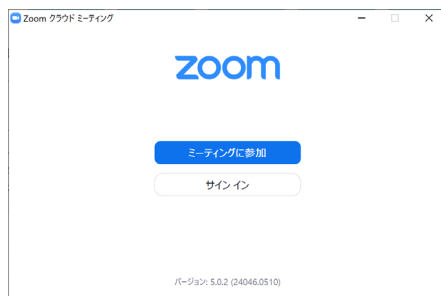 Zoom クラウド ミーティング
zoom
ミーティングに参加
サインイン
バージョン: 5.0.2 (24046.0510)